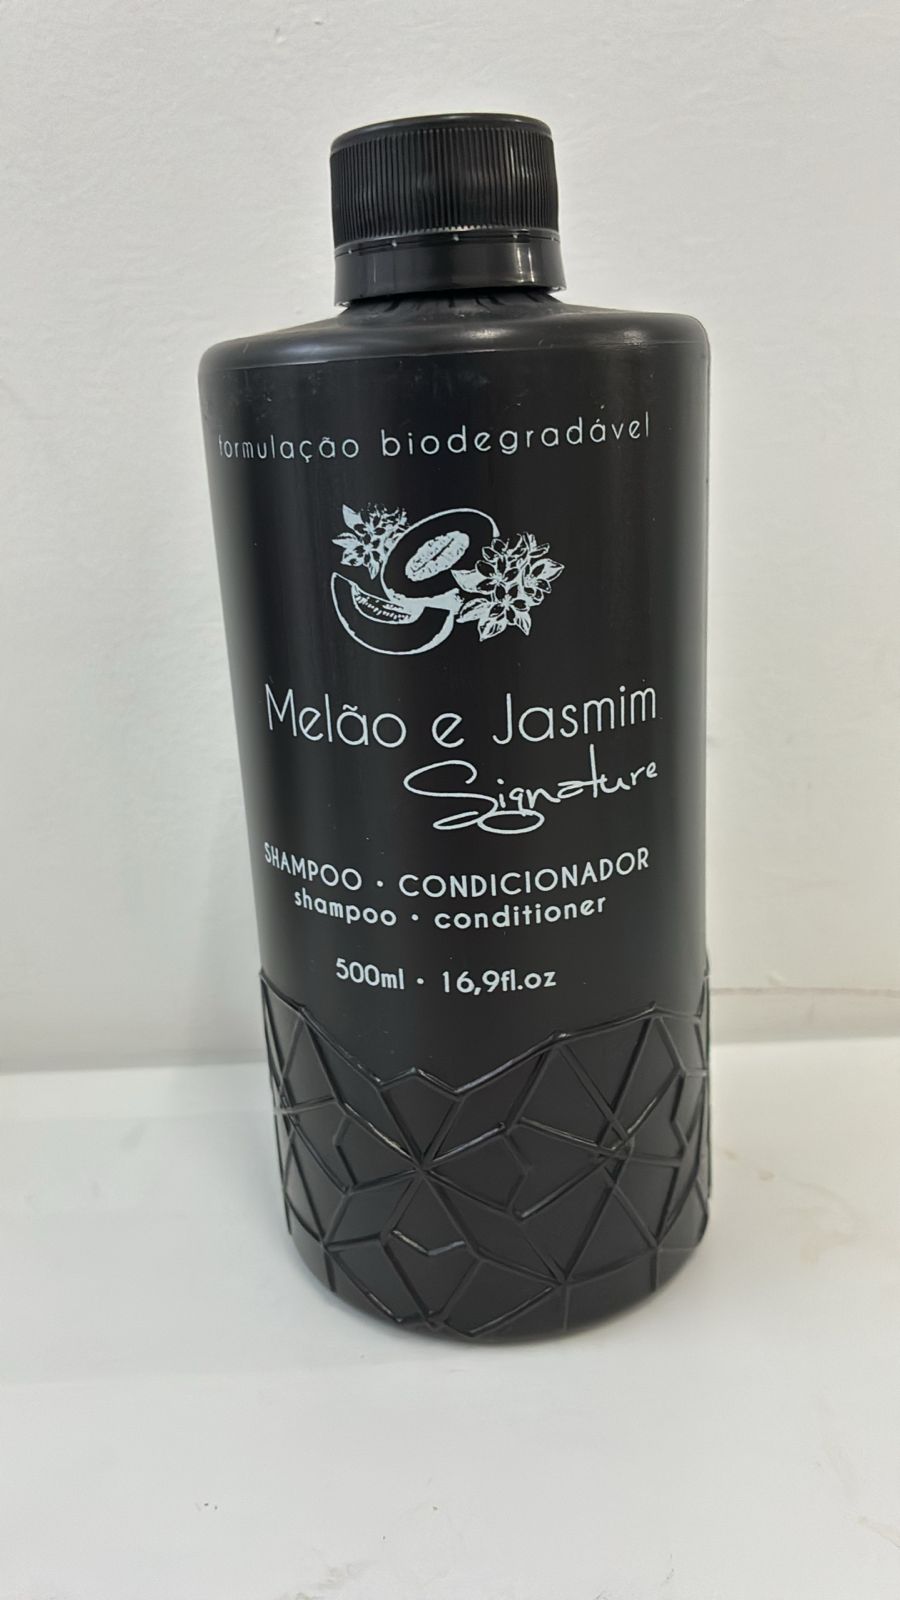 formulação biodegradável
Melão e Jasmim
Signature
SHAMPOO • CONDICIONADOR
shampoo • conditioner
500ml • 16,9fl.oz